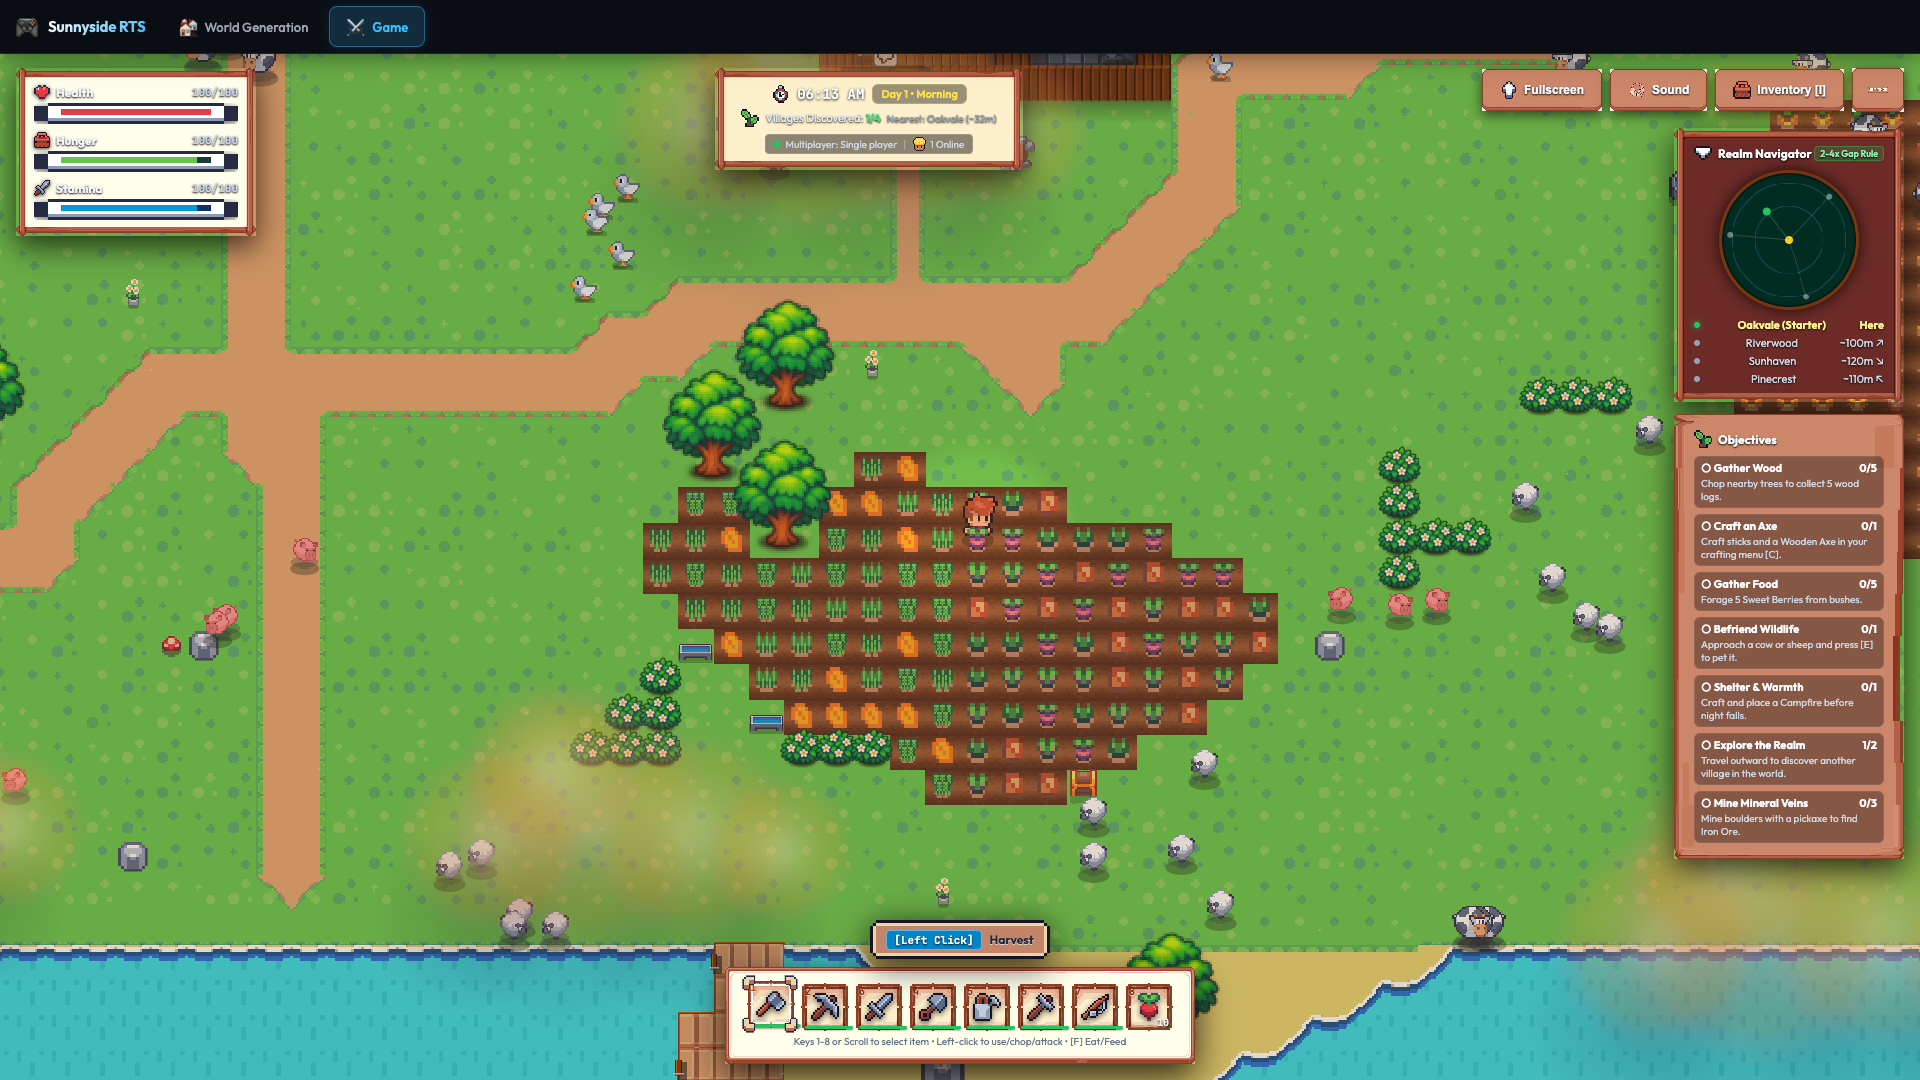 Sunnyside RTS
World Generation
Game
Health 100/100
Hunger 100/100
Stamina 100/100
06:13 AM Day 1 • Morning
Villages Discovered: 1/4 Nearest: Oakvale (~32m)
Multiplayer: Single player | 1 Online
Fullscreen
Sound
Inventory [I]
Realm Navigator 2-4x Gap Rule
Oakvale (Starter) Here
Riverwood ~100m ↗
Sunhaven ~120m ↘
Pinecrest ~110m ↖
Objectives
Gather Wood 0/5
Chop nearby trees to collect 5 wood
logs.
Craft an Axe 0/1
Craft sticks and a Wooden Axe in your
crafting menu [C].
Gather Food 0/5
Forage 5 Sweet Berries from bushes.
Befriend Wildlife 0/1
Approach a cow or sheep and press [E]
to pet it.
Shelter & Warmth 0/1
Craft and place a Campfire before
night falls.
Explore the Realm 1/2
Travel outward to discover another
village in the world.
Mine Mineral Veins 0/3
Mine boulders with a pickaxe to find
Iron Ore.
[Left Click] Harvest
10
Keys 1-8 or Scroll to select item • Left-click to use/chop/attack • [F] Eat/Feed